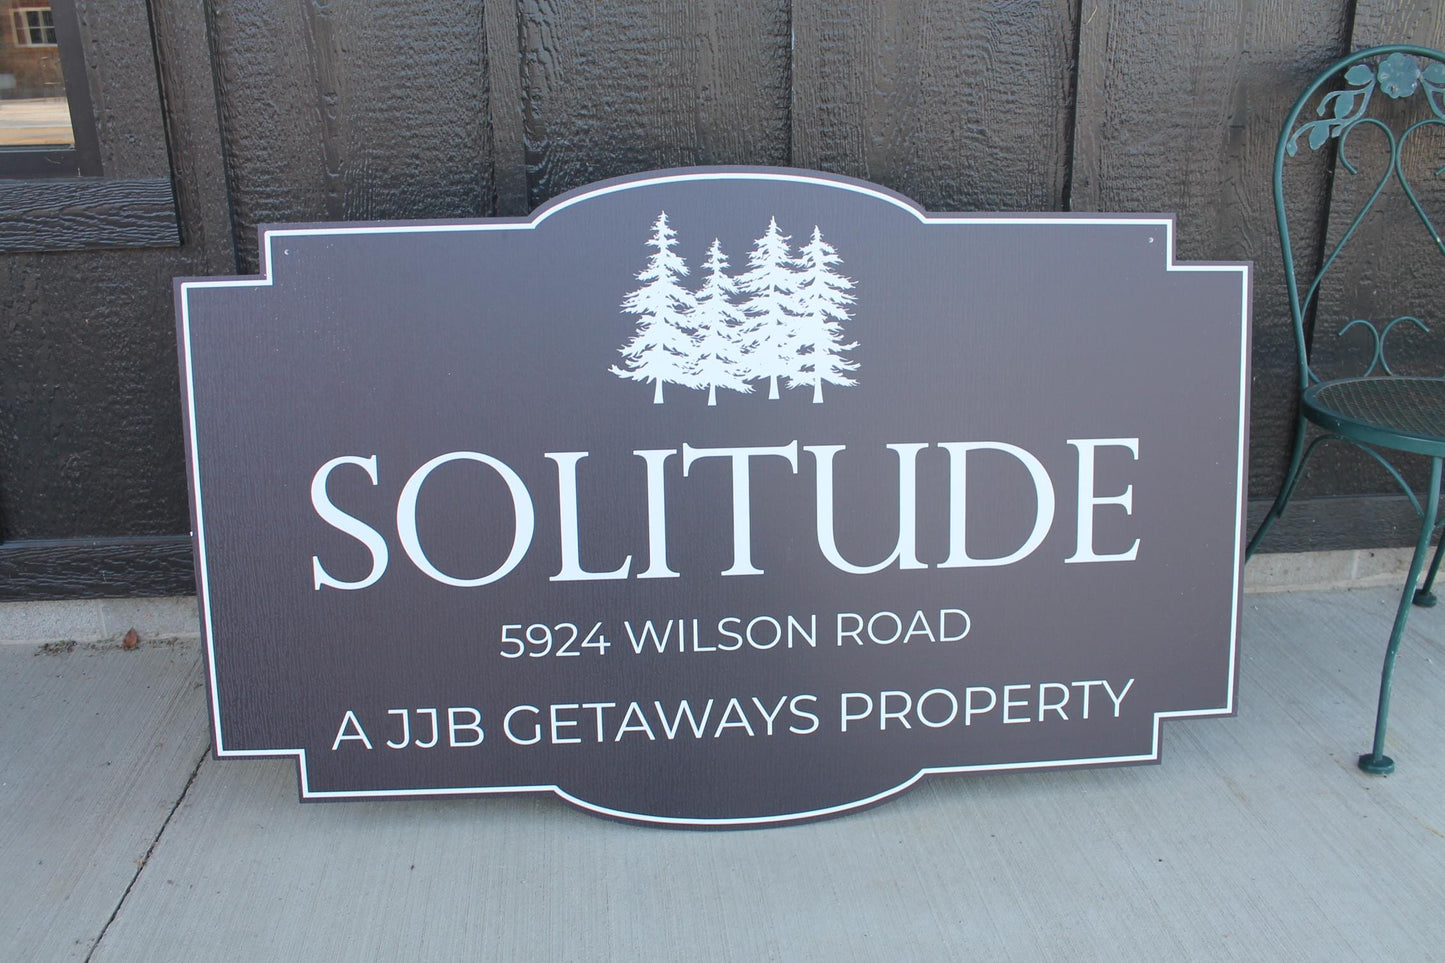 SOLITUDE
5924 WILSON ROAD
A JJB GETAWAYS PROPERTY